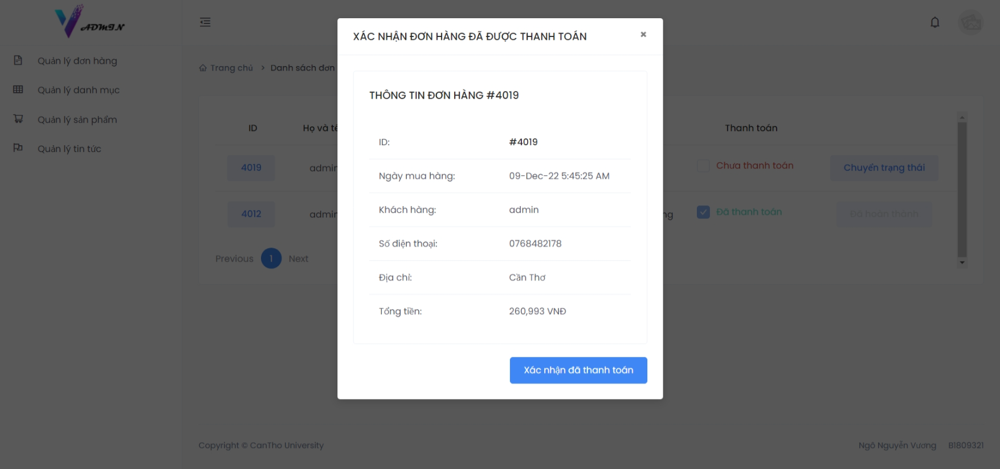 ADMIN
XÁC NHẬN ĐƠN HÀNG ĐÃ ĐƯỢC THANH TOÁN
×
Quản lý đơn hàng
Quản lý danh mục
Quản lý sản phẩm
Quản lý tin tức
Trang chủ > Danh sách đơn
THÔNG TIN ĐƠN HÀNG #4019
ID: #4019
Ngày mua hàng: 09-Dec-22 5:45:25 AM
Khách hàng: admin
Số điện thoại: 0768482178
Địa chỉ: Cần Thơ
Tổng tiền: 260,993 VNĐ
Xác nhận đã thanh toán
ID Họ và tê Thanh toán
4019 admin Chưa thanh toán Chuyển trạng thái
4012 admin ng Đã thanh toán Đã hoàn thành
Previous 1 Next
Copyright © CanTho University
Ngô Nguyễn Vương B1809321